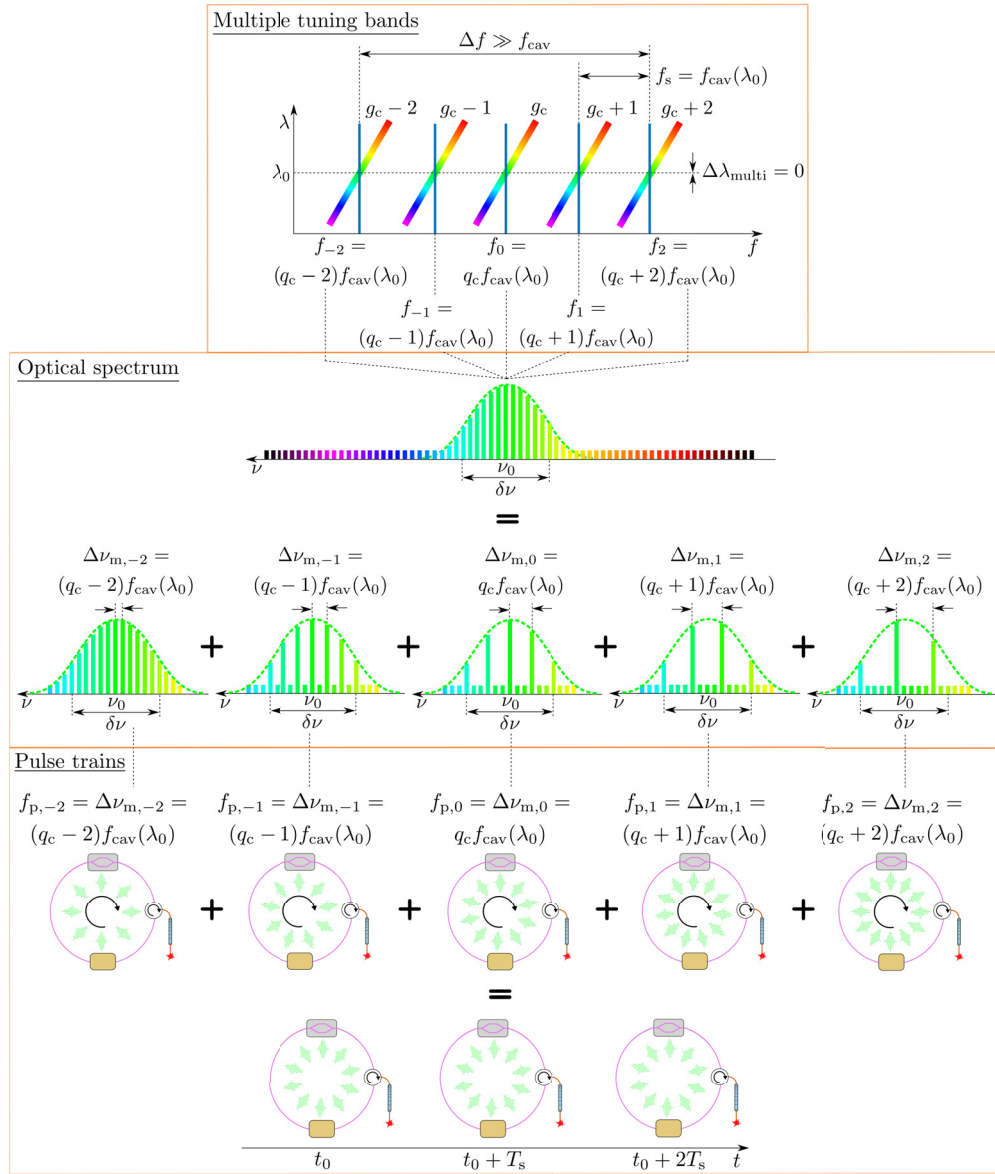 Multiple tuning bands
Δf ≫ f_cav
f_s = f_cav(λ_0)
λ
g_c − 2
g_c − 1
g_c
g_c + 1
g_c + 2
λ_0
Δλ_multi = 0
f
f_−2 =
(q_c − 2)f_cav(λ_0)
f_0 =
q_c f_cav(λ_0)
f_2 =
(q_c + 2)f_cav(λ_0)
f_−1 =
(q_c − 1)f_cav(λ_0)
f_1 =
(q_c + 1)f_cav(λ_0)
Optical spectrum
ν
ν_0
δν
=
Δν_m,−2 =
(q_c − 2)f_cav(λ_0)
Δν_m,−1 =
(q_c − 1)f_cav(λ_0)
Δν_m,0 =
q_c f_cav(λ_0)
Δν_m,1 =
(q_c + 1)f_cav(λ_0)
Δν_m,2 =
(q_c + 2)f_cav(λ_0)
+ + + +
ν ν_0
δν
ν ν_0
δν
ν ν_0
δν
ν ν_0
δν
ν ν_0
δν
Pulse trains
f_p,−2 = Δν_m,−2 =
(q_c − 2)f_cav(λ_0)
f_p,−1 = Δν_m,−1 =
(q_c − 1)f_cav(λ_0)
f_p,0 = Δν_m,0 =
q_c f_cav(λ_0)
f_p,1 = Δν_m,1 =
(q_c + 1)f_cav(λ_0)
f_p,2 = Δν_m,2 =
(q_c + 2)f_cav(λ_0)
+ + + +
=
t_0
t_0 + T_s
t_0 + 2T_s
t